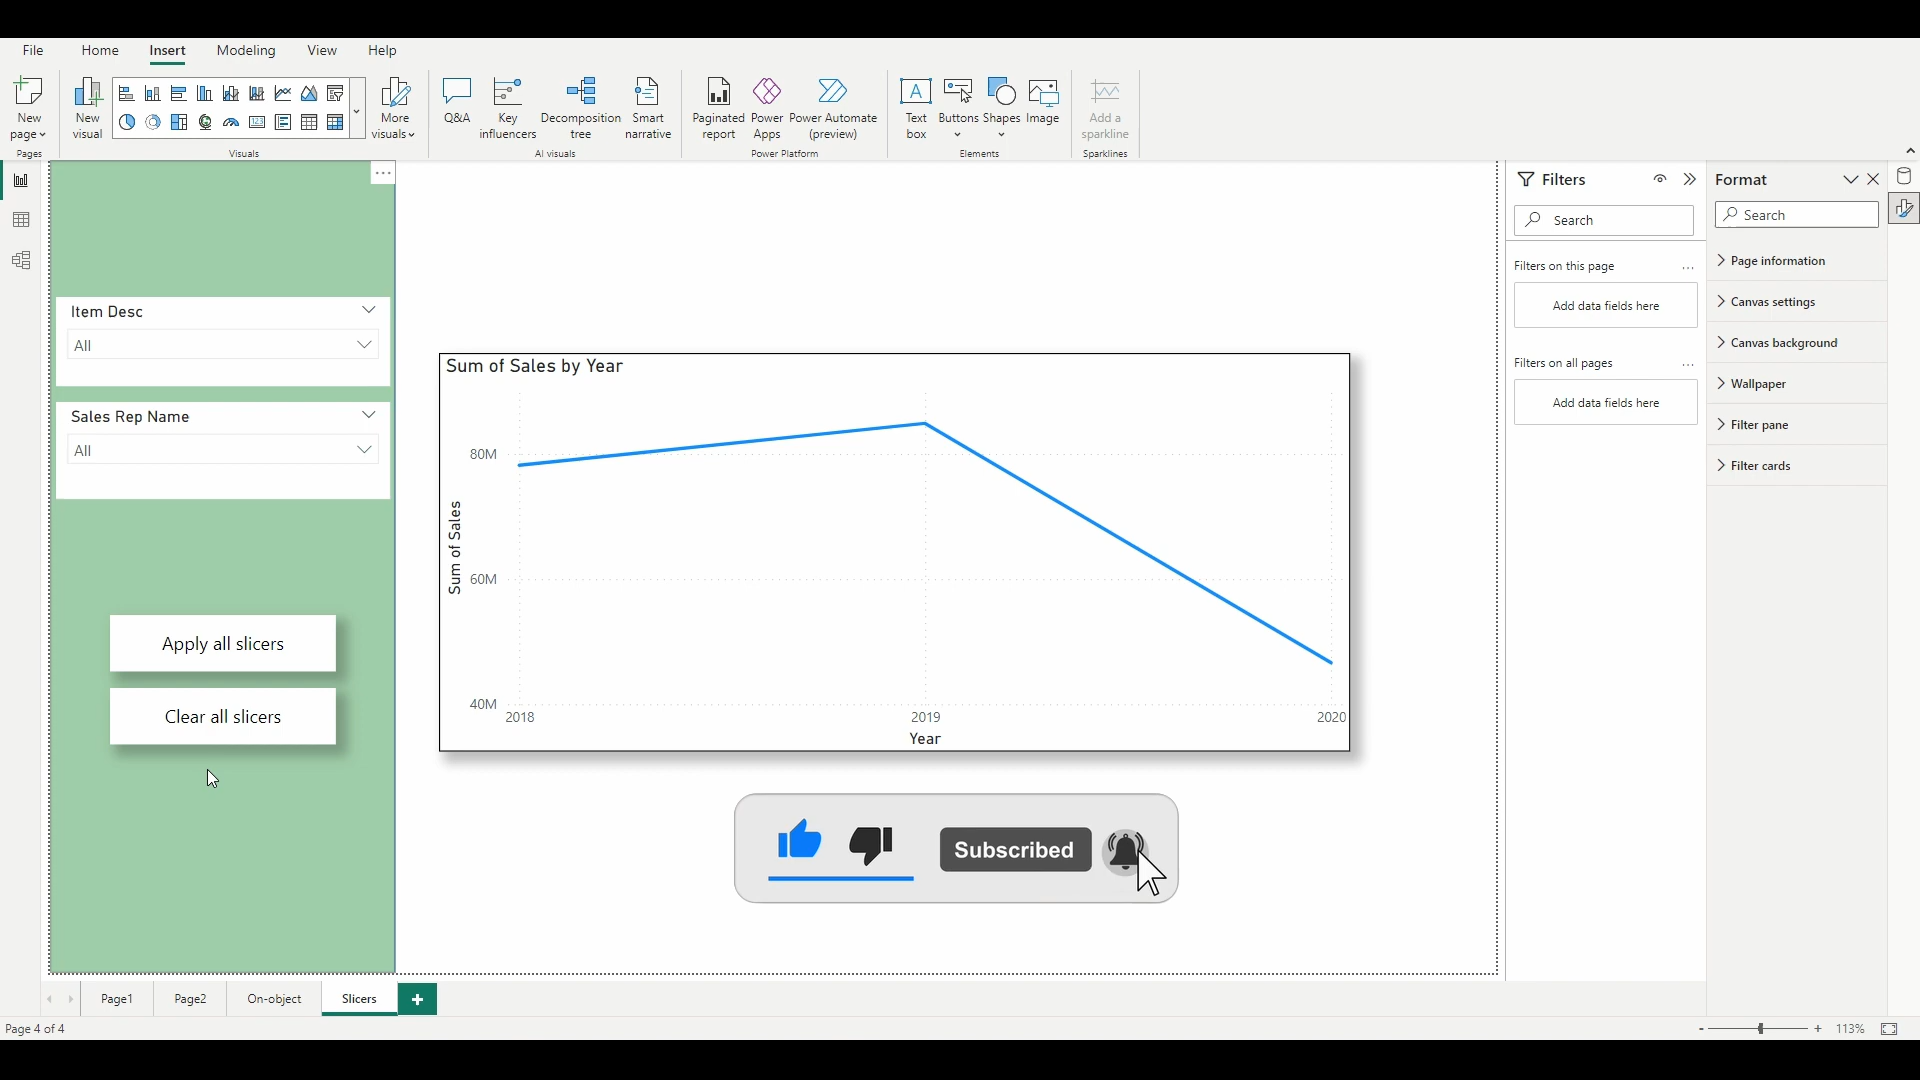 File Home Insert Modeling View Help
New page
New visual
More visuals
Q&A
Key influencers
Decomposition tree
Smart narrative
Paginated report
Power Apps
Power Automate (preview)
Text box
Buttons
Shapes
Image
Add a sparkline
Pages Visuals AI visuals Power Platform Elements Sparklines
Item Desc
All
Sales Rep Name
All
Apply all slicers
Clear all slicers
Sum of Sales by Year
Sum of Sales
80M
60M
40M
2018 2019 2020
Year
Subscribed
Filters
Search
Filters on this page
Add data fields here
Filters on all pages
Add data fields here
Format
Search
Page information
Canvas settings
Canvas background
Wallpaper
Filter pane
Filter cards
Page1 Page2 On-object Slicers
Page 4 of 4
113%